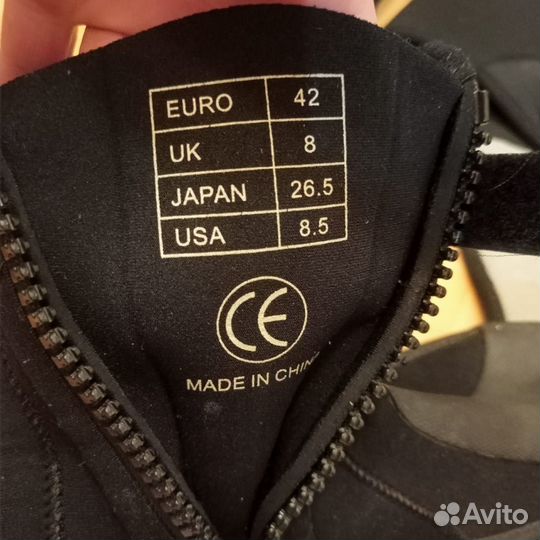 EURO 42
UK 8
JAPAN 26.5
USA 8.5
CE
MADE IN CHINA
Avito